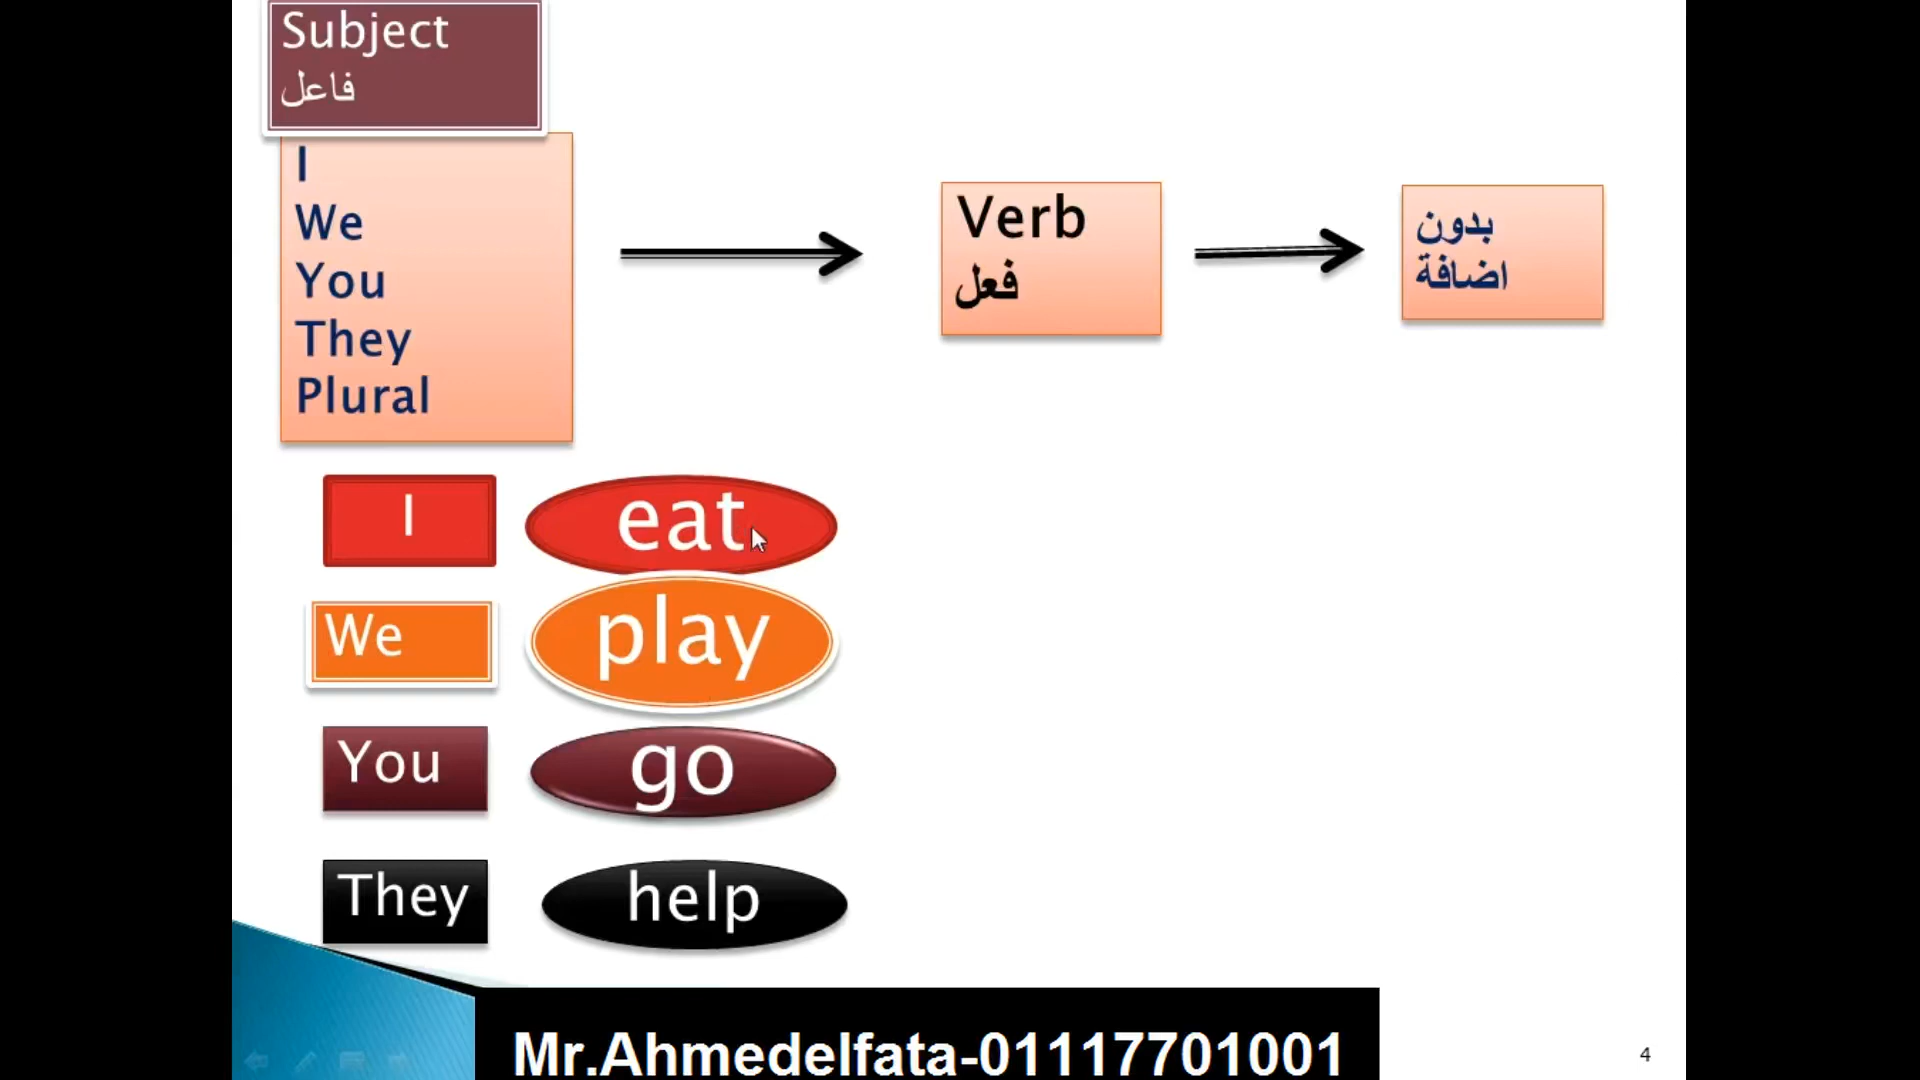 Subject
فاعل
I
We
You
They
Plural
Verb
فعل
بدون
اضافة
I
eat
We
play
You
go
They
help
Mr.Ahmedelfata-01117701001
4